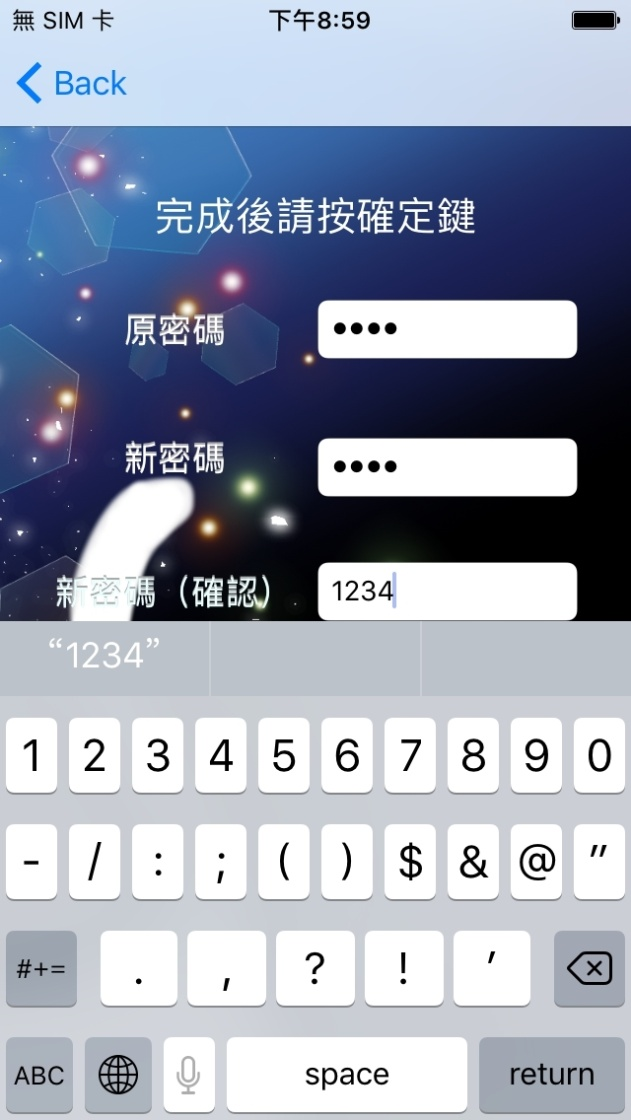 無 SIM 卡 下午8:59
Back
完成後請按確定鍵
原密碼 ••••
新密碼 ••••
新密碼（確認） 1234
“1234”
1 2 3 4 5 6 7 8 9 0
- / : ; ( ) $ & @ "
#+= . , ? ! '
ABC space return